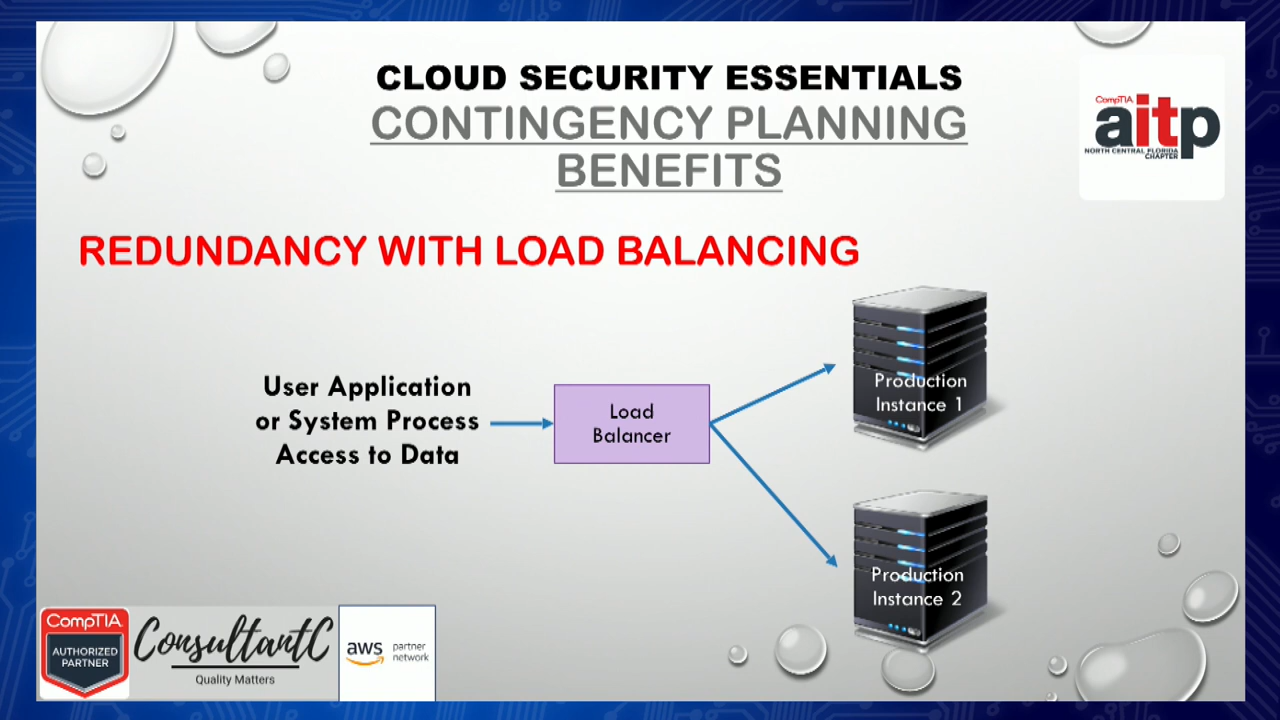 CLOUD SECURITY ESSENTIALS
CONTINGENCY PLANNING
BENEFITS
CompTIA
aitp
NORTH CENTRAL FLORIDA
CHAPTER
REDUNDANCY WITH LOAD BALANCING
User Application
or System Process
Access to Data
Load
Balancer
Production
Instance 1
Production
Instance 2
CompTIA
AUTHORIZED
PARTNER
ConsultantC
Quality Matters
aws
partner
network